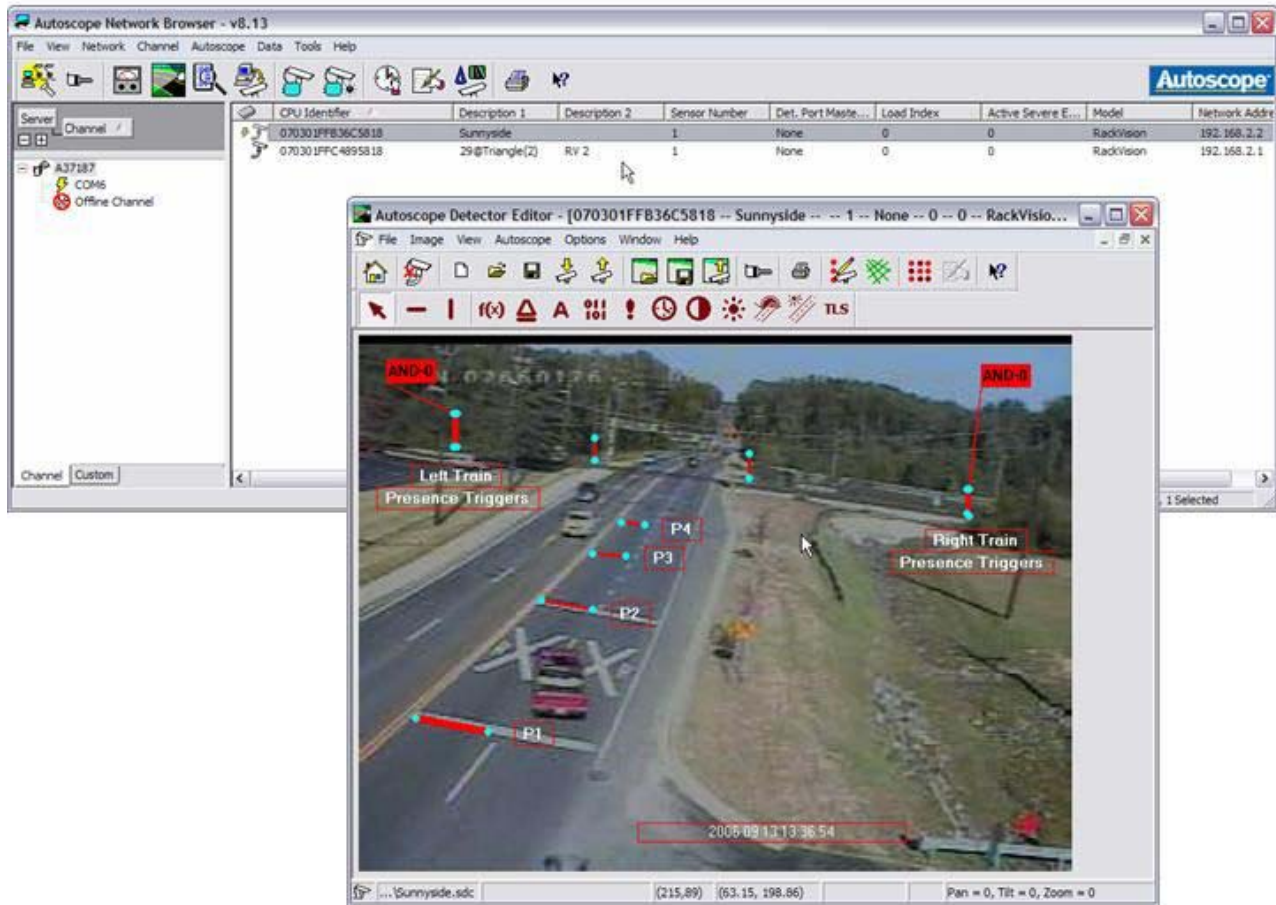 Autoscope Network Browser - v8.13
File View Network Channel Autoscope Data Tools Help
Autoscope
Server
Channel
CPU Identifier Description 1 Description 2 Sensor Number Det. Port Maste... Load Index Active Severe E... Model Network Addre
070301FFB36C5818 Sunnyside 1 None 0 0 RackVision 192.168.2.2
070301FFC4895818 29@Triangle(2) RV 2 1 None 0 0 RackVision 192.168.2.1
A37187
COM6
Offline Channel
Channel Custom
, 1 Selected
Autoscope Detector Editor - [070301FFB36C5818 -- Sunnyside -- -- 1 -- None -- 0 -- 0 -- RackVisio...
File Image View Autoscope Options Window Help
f(x) A TLS
AND-0 AND-0
Left Train
Presence Triggers
P4
P3
Right Train
Presence Triggers
P2
P1
2006 09 13 13 36 54
...\Sunnyside.sdc (215,89) (63.15, 198.86) Pan = 0, Tilt = 0, Zoom = 0